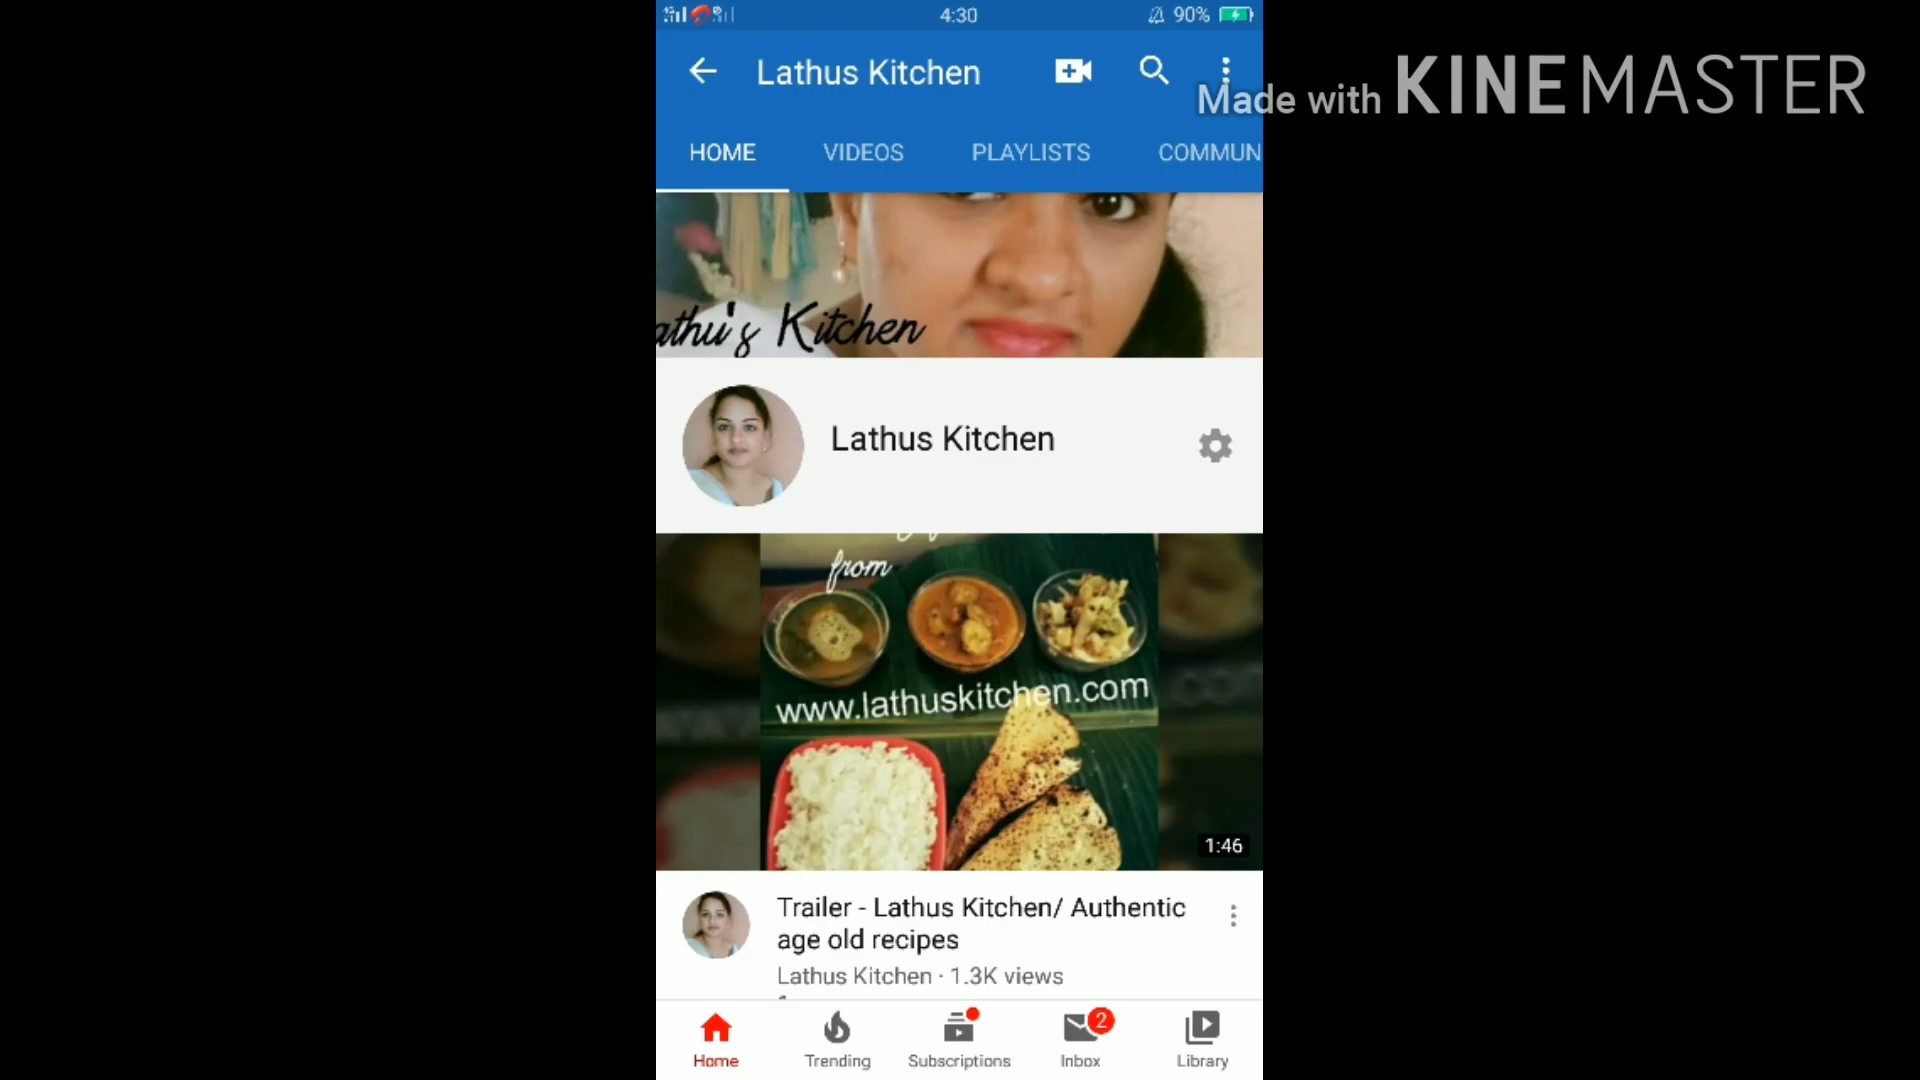 4:30
90%
Lathus Kitchen
Made with KINEMASTER
HOME
VIDEOS
PLAYLISTS
COMMUN
athu's Kitchen
Lathus Kitchen
from
www.lathuskitchen.com
1:46
Trailer - Lathus Kitchen/ Authentic
age old recipes
Lathus Kitchen · 1.3K views
2
Home
Trending
Subscriptions
Inbox
Library